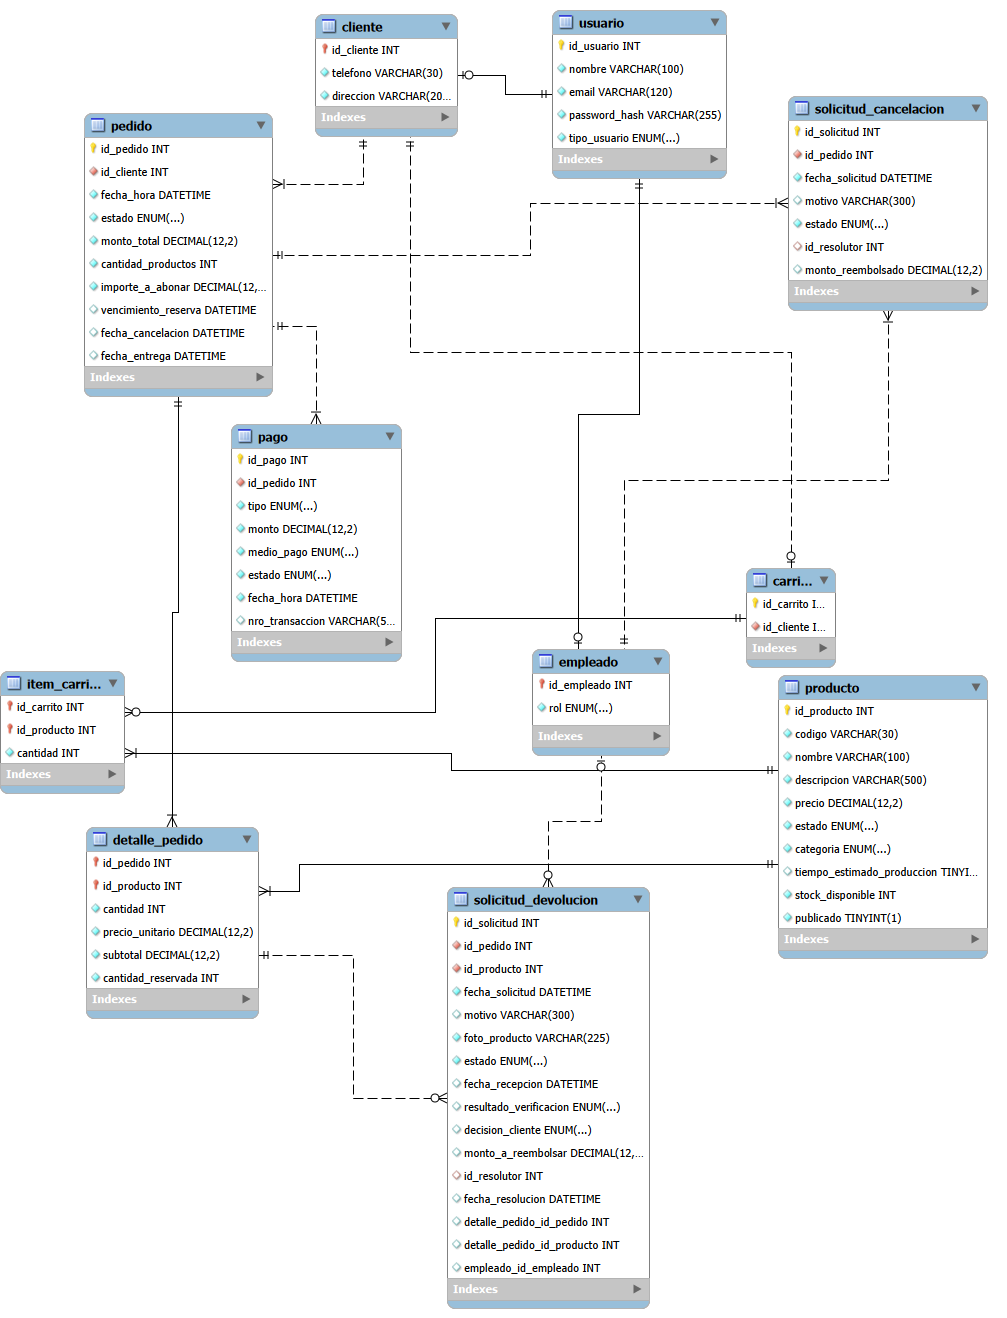 cliente
id_cliente INT
telefono VARCHAR(30)
direccion VARCHAR(20...
Indexes
usuario
id_usuario INT
nombre VARCHAR(100)
email VARCHAR(120)
password_hash VARCHAR(255)
tipo_usuario ENUM(...)
Indexes
solicitud_cancelacion
id_solicitud INT
id_pedido INT
fecha_solicitud DATETIME
motivo VARCHAR(300)
estado ENUM(...)
id_resolutor INT
monto_reembolsado DECIMAL(12,2)
Indexes
pedido
id_pedido INT
id_cliente INT
fecha_hora DATETIME
estado ENUM(...)
monto_total DECIMAL(12,2)
cantidad_productos INT
importe_a_abonar DECIMAL(12,...
vencimiento_reserva DATETIME
fecha_cancelacion DATETIME
fecha_entrega DATETIME
Indexes
pago
id_pago INT
id_pedido INT
tipo ENUM(...)
monto DECIMAL(12,2)
medio_pago ENUM(...)
estado ENUM(...)
fecha_hora DATETIME
nro_transaccion VARCHAR(5...
Indexes
carri...
id_carrito I...
id_cliente I...
Indexes
empleado
id_empleado INT
rol ENUM(...)
Indexes
item_carri...
id_carrito INT
id_producto INT
cantidad INT
Indexes
producto
id_producto INT
codigo VARCHAR(30)
nombre VARCHAR(100)
descripcion VARCHAR(500)
precio DECIMAL(12,2)
estado ENUM(...)
categoria ENUM(...)
tiempo_estimado_produccion TINYI...
stock_disponible INT
publicado TINYINT(1)
Indexes
detalle_pedido
id_pedido INT
id_producto INT
cantidad INT
precio_unitario DECIMAL(12,2)
subtotal DECIMAL(12,2)
cantidad_reservada INT
Indexes
solicitud_devolucion
id_solicitud INT
id_pedido INT
id_producto INT
fecha_solicitud DATETIME
motivo VARCHAR(300)
foto_producto VARCHAR(225)
estado ENUM(...)
fecha_recepcion DATETIME
resultado_verificacion ENUM(...)
decision_cliente ENUM(...)
monto_a_reembolsar DECIMAL(12,...
id_resolutor INT
fecha_resolucion DATETIME
detalle_pedido_id_pedido INT
detalle_pedido_id_producto INT
empleado_id_empleado INT
Indexes